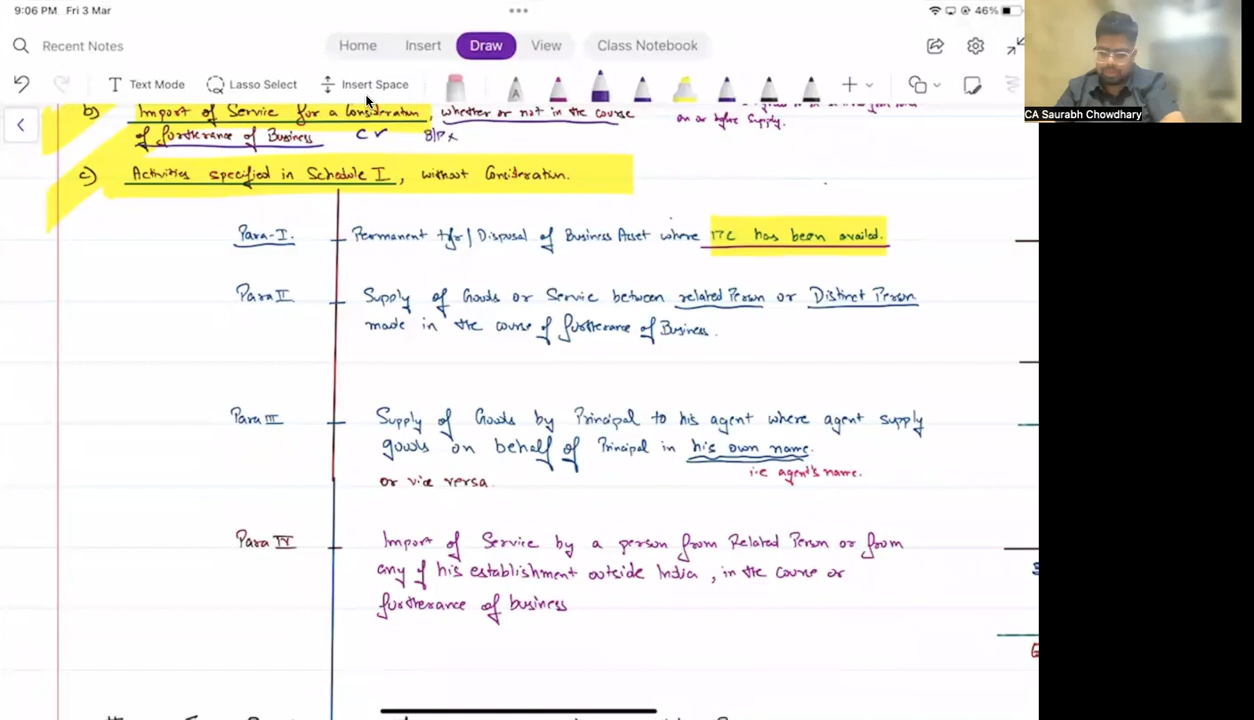 9:06 PM Fri 3 Mar
46%
Recent Notes
Home Insert Draw View Class Notebook
Text Mode Lasso Select Insert Space
CA Saurabh Chowdhary
b) Import of Service for a Consideration, whether or not in the course
on or before supply.
of furtherance of Business C ✓ B/P x
c) Activities specified in Schedule I, without Consideration.
Para-I. Permanent tfr/Disposal of Business Asset where ITC has been availed.
Para II Supply of Goods or Service between related Person or Distinct Person
made in the course of furtherance of Business.
Para III Supply of Goods by Principal to his agent where agent supply
goods on behalf of Principal in his own name.
i.e agent's name.
or vice versa
Para IV Import of Service by a person from Related Person or from
any of his establishment outside India, in the course or
furtherance of business